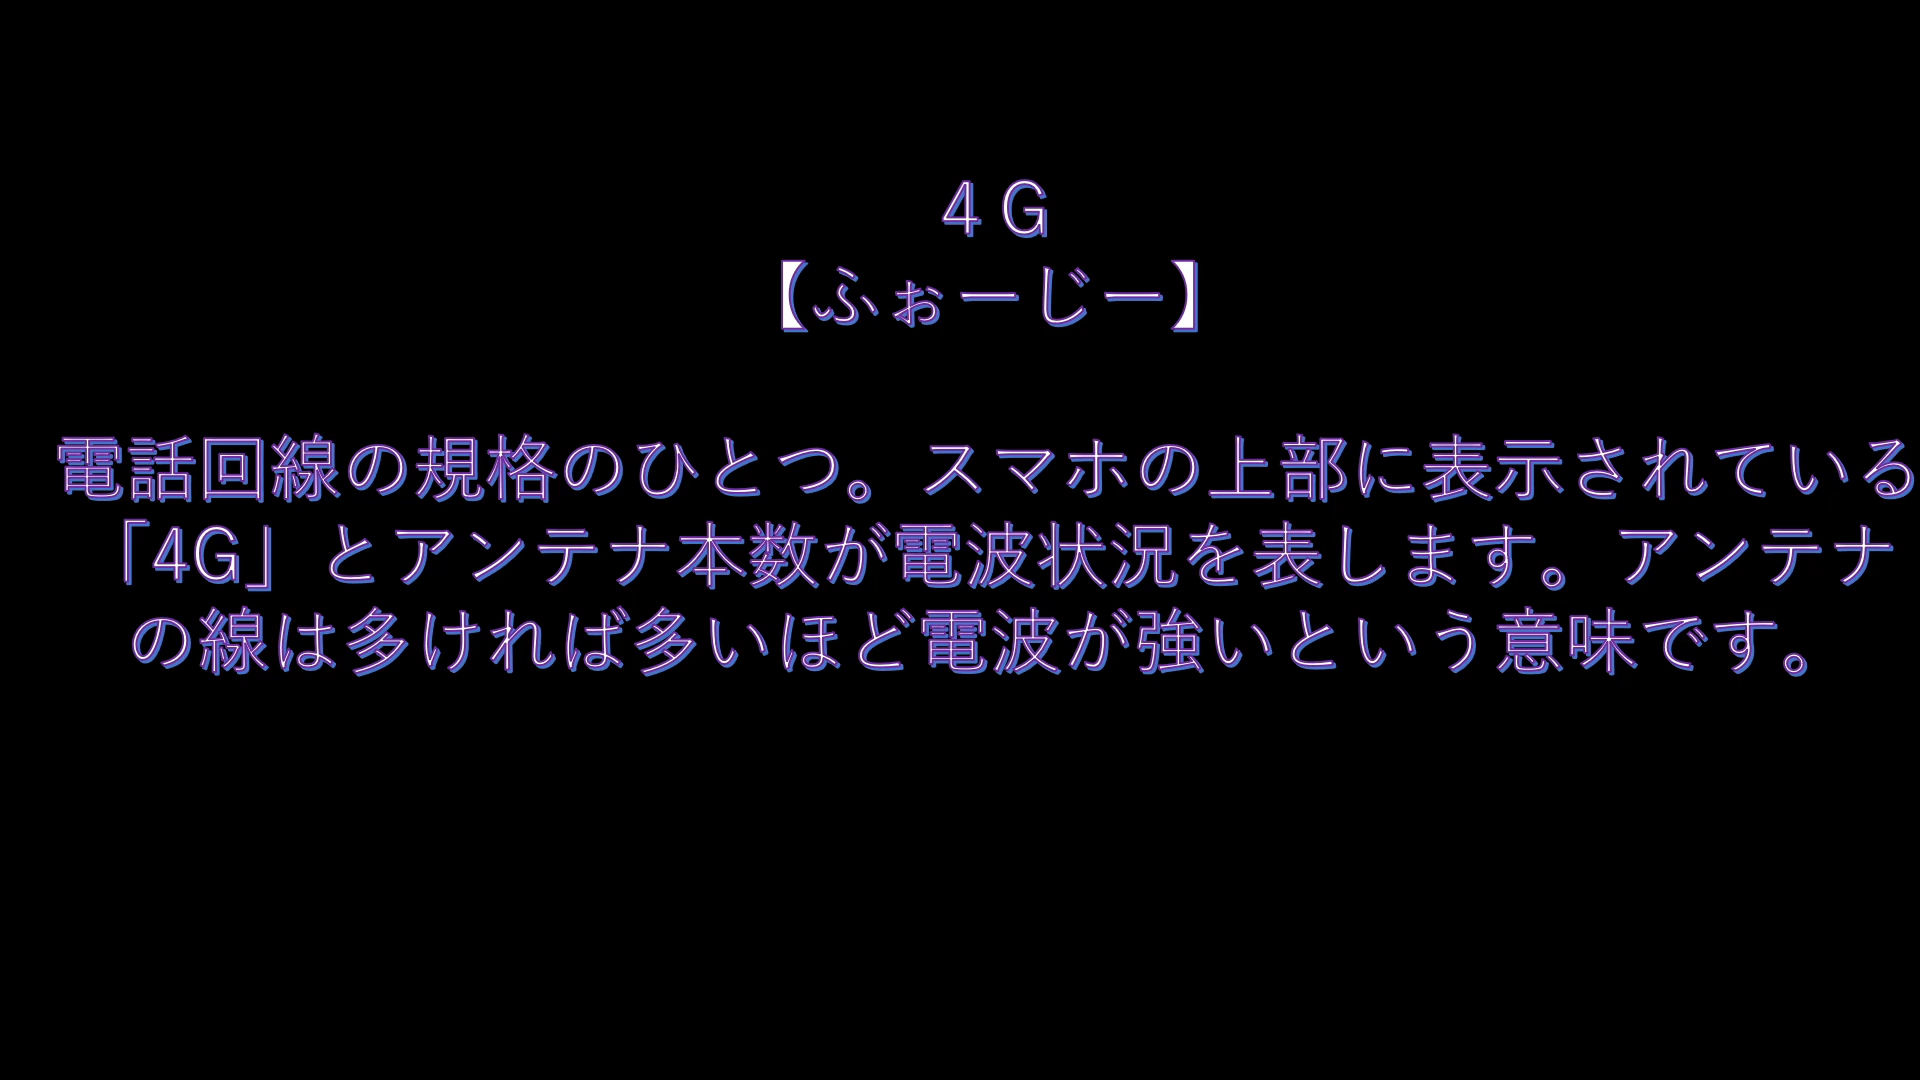 ４Ｇ
【ふぉーじー】
電話回線の規格のひとつ。スマホの上部に表示されている
「4G」とアンテナ本数が電波状況を表します。アンテナ
の線は多ければ多いほど電波が強いという意味です。